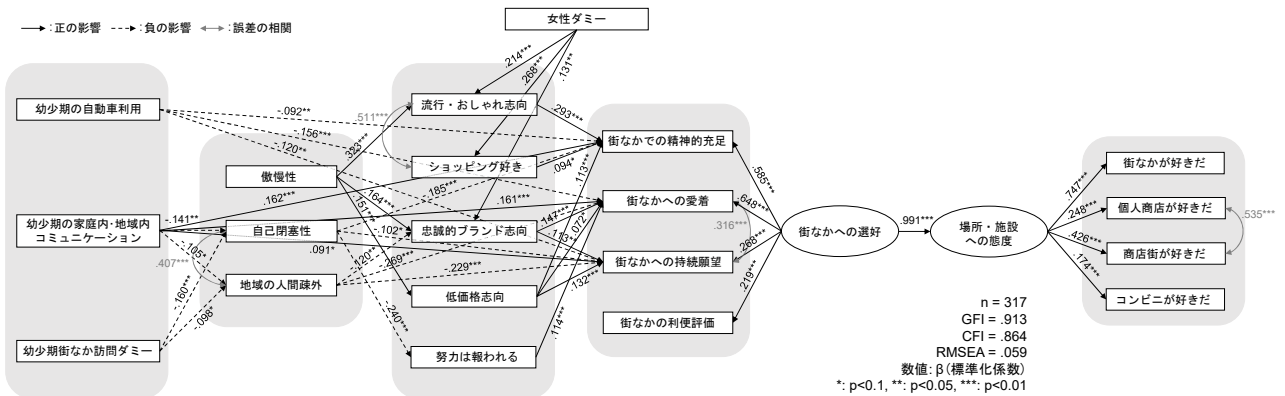 女性ダミー
→:正の影響 --→:負の影響 ↔:誤差の相関
幼少期の自動車利用
幼少期の家庭内・地域内
コミュニケーション
幼少期街なか訪問ダミー
傲慢性
自己閉塞性
地域の人間疎外
流行・おしゃれ志向
ショッピング好き
忠誠的ブランド志向
低価格志向
努力は報われる
街なかでの精神的充足
街なかへの愛着
街なかへの持続願望
街なかの利便評価
街なかへの選好
場所・施設
への態度
街なかが好きだ
個人商店が好きだ
商店街が好きだ
コンビニが好きだ
.214***
.268***
.131**
-.092**
-.156***
-.120**
.511***
.323***
.293***
.094*
.113***
.164***
.151***
.185***
.162***
.161***
-.141**
-.105*
.407***
.091*
.102*
-.120**
.269***
-.229***
.147***
.113**
.072*
.132***
-.160***
-.098*
.240***
.114***
.316***
.585***
.648***
.288***
.219***
.991***
.747***
.248***
.426***
.174***
.535***
n = 317
GFI = .913
CFI = .864
RMSEA = .059
数値: β(標準化係数)
*: p<0.1, **: p<0.05, ***: p<0.01